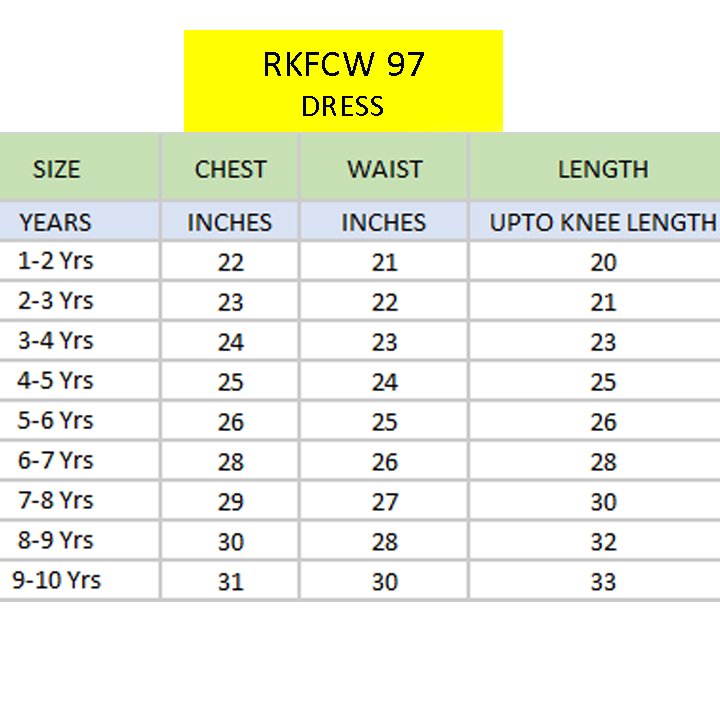 RKFCW 97
DRESS
SIZE CHEST WAIST LENGTH
YEARS INCHES INCHES UPTO KNEE LENGTH
1-2 Yrs 22 21 20
2-3 Yrs 23 22 21
3-4 Yrs 24 23 23
4-5 Yrs 25 24 25
5-6 Yrs 26 25 26
6-7 Yrs 28 26 28
7-8 Yrs 29 27 30
8-9 Yrs 30 28 32
9-10 Yrs 31 30 33